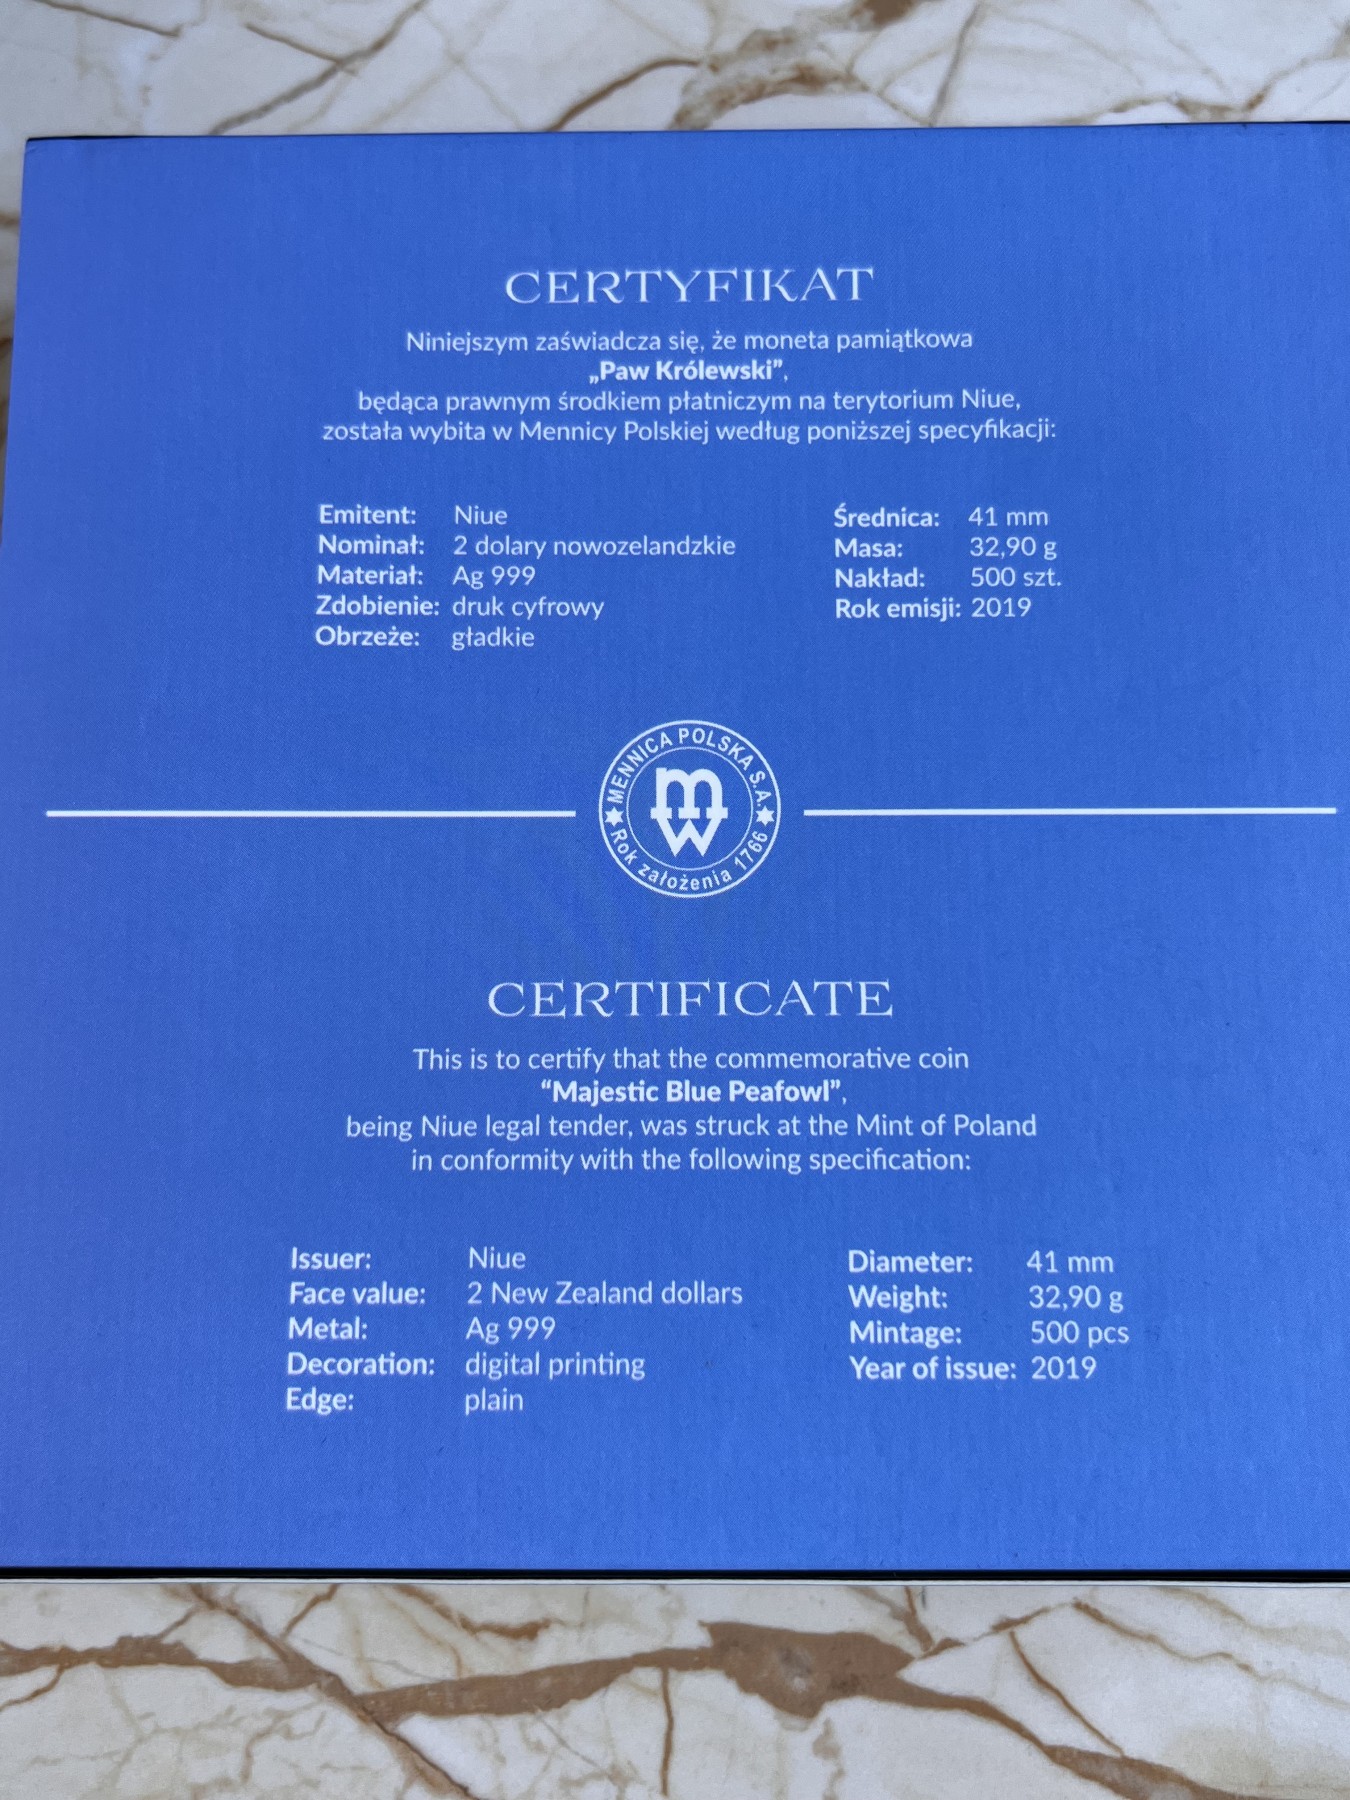 CERTYFIKAT
Niniejszym zaświadcza się, że moneta pamiątkowa
„Paw Królewski”,
będąca prawnym środkiem płatniczym na terytorium Niue,
została wybita w Mennicy Polskiej według poniższej specyfikacji:
Emitent: Niue
Nominał: 2 dolary nowozelandzkie
Materiał: Ag 999
Zdobienie: druk cyfrowy
Obrzeże: gładkie
Średnica: 41 mm
Masa: 32,90 g
Nakład: 500 szt.
Rok emisji: 2019
MENNICA POLSKA S.A.
mw
Rok założenia 1766
CERTIFICATE
This is to certify that the commemorative coin
“Majestic Blue Peafowl”,
being Niue legal tender, was struck at the Mint of Poland
in conformity with the following specification:
Issuer: Niue
Face value: 2 New Zealand dollars
Metal: Ag 999
Decoration: digital printing
Edge: plain
Diameter: 41 mm
Weight: 32,90 g
Mintage: 500 pcs
Year of issue: 2019